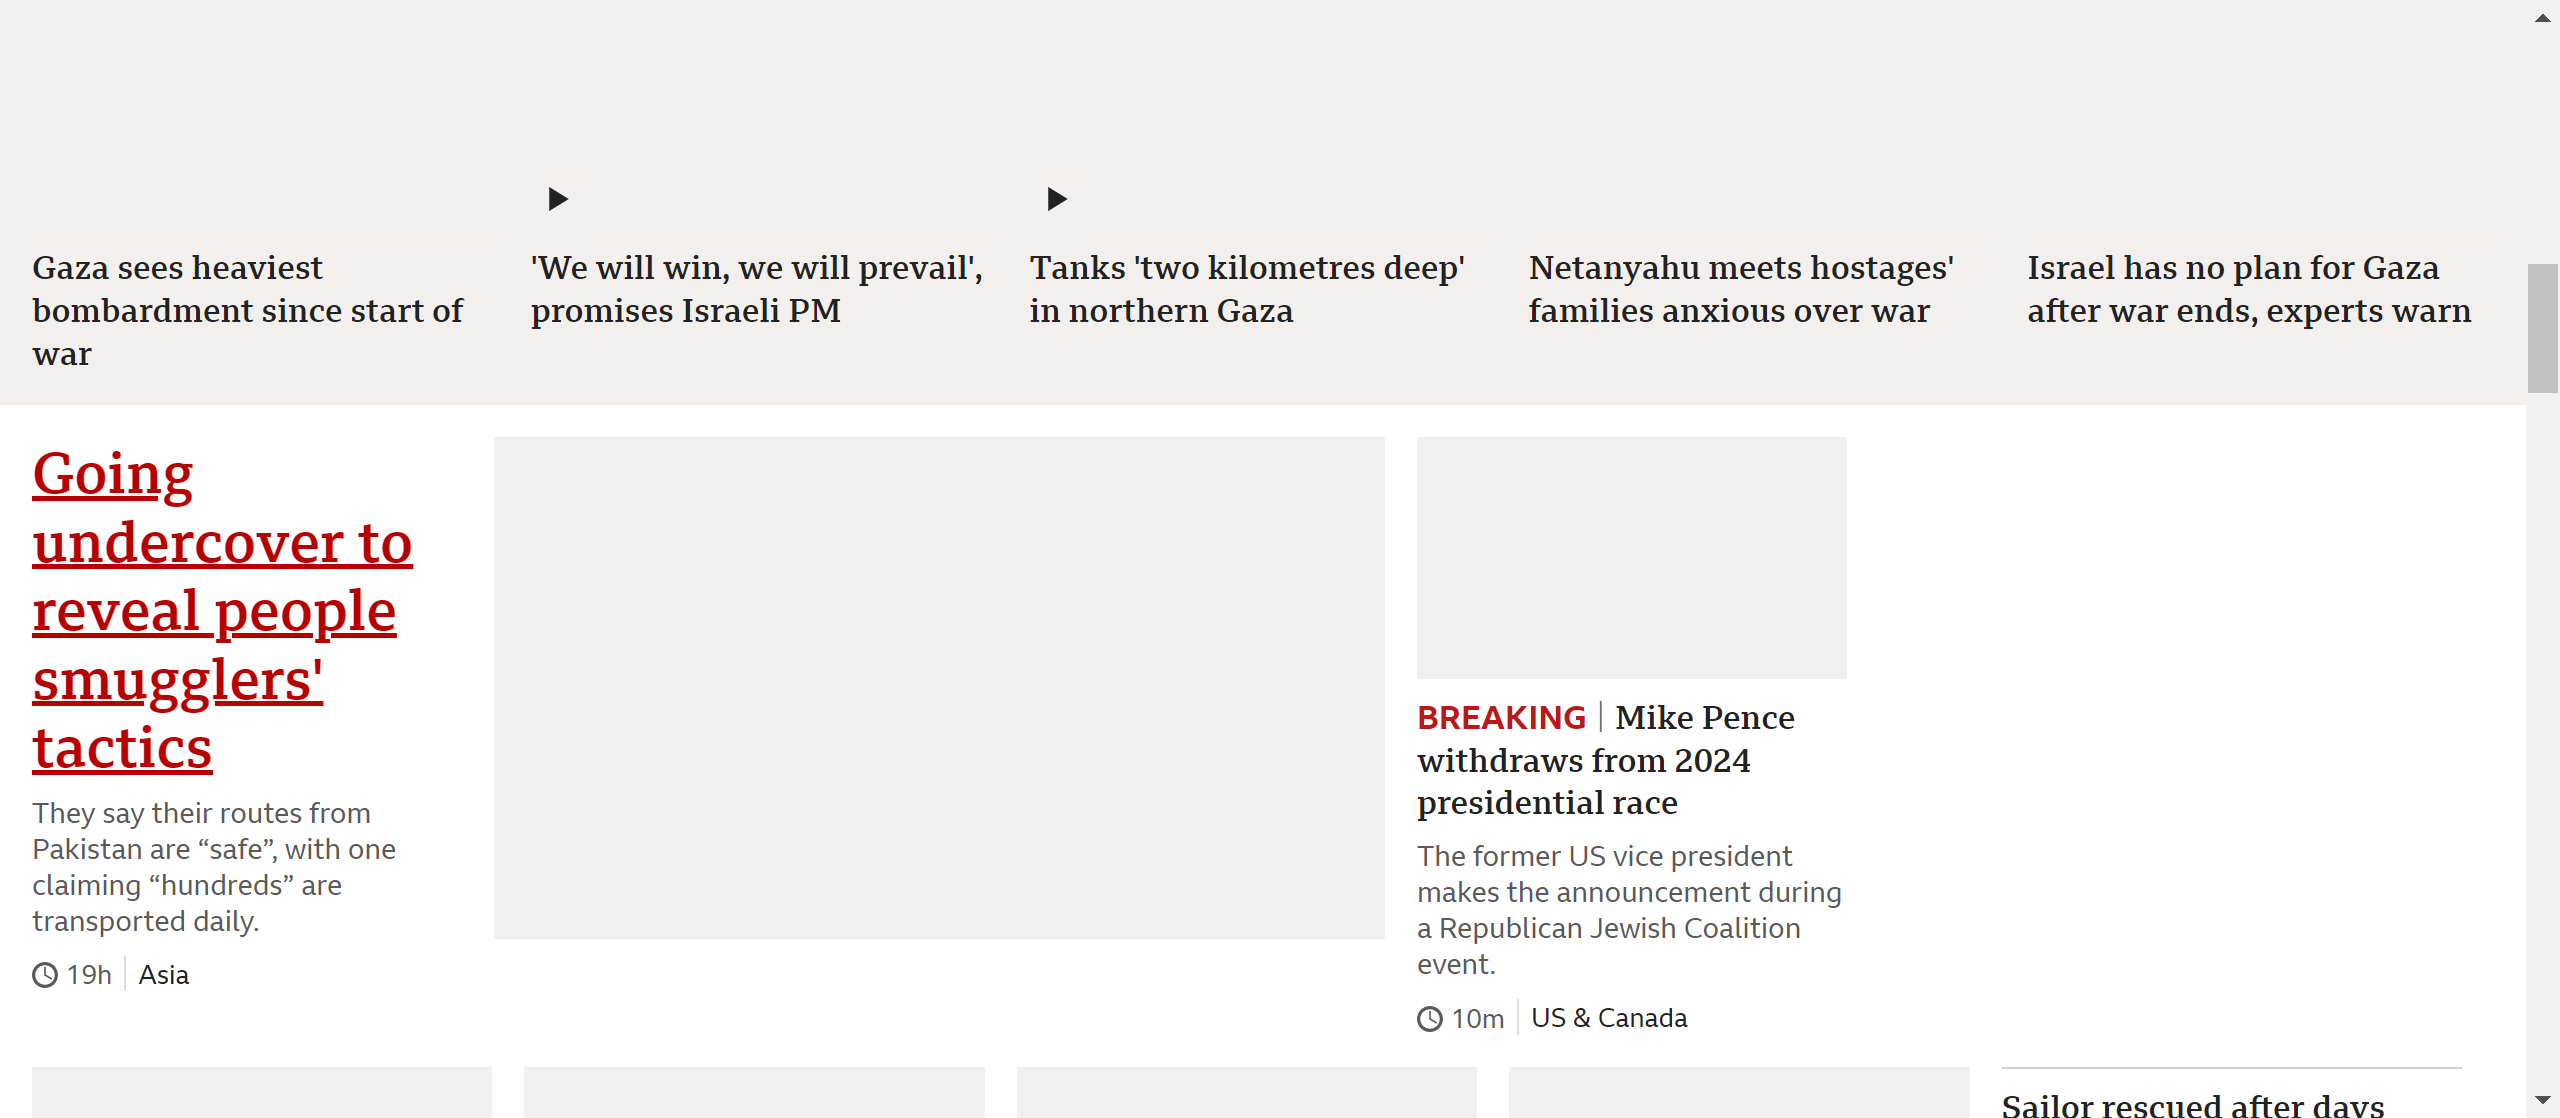 Gaza sees heaviest
bombardment since start of
war
'We will win, we will prevail',
promises Israeli PM
Tanks 'two kilometres deep'
in northern Gaza
Netanyahu meets hostages'
families anxious over war
Israel has no plan for Gaza
after war ends, experts warn
Going
undercover to
reveal people
smugglers'
tactics
They say their routes from
Pakistan are “safe”, with one
claiming “hundreds” are
transported daily.
19h | Asia
BREAKING | Mike Pence
withdraws from 2024
presidential race
The former US vice president
makes the announcement during
a Republican Jewish Coalition
event.
10m | US & Canada
Sailor rescued after days